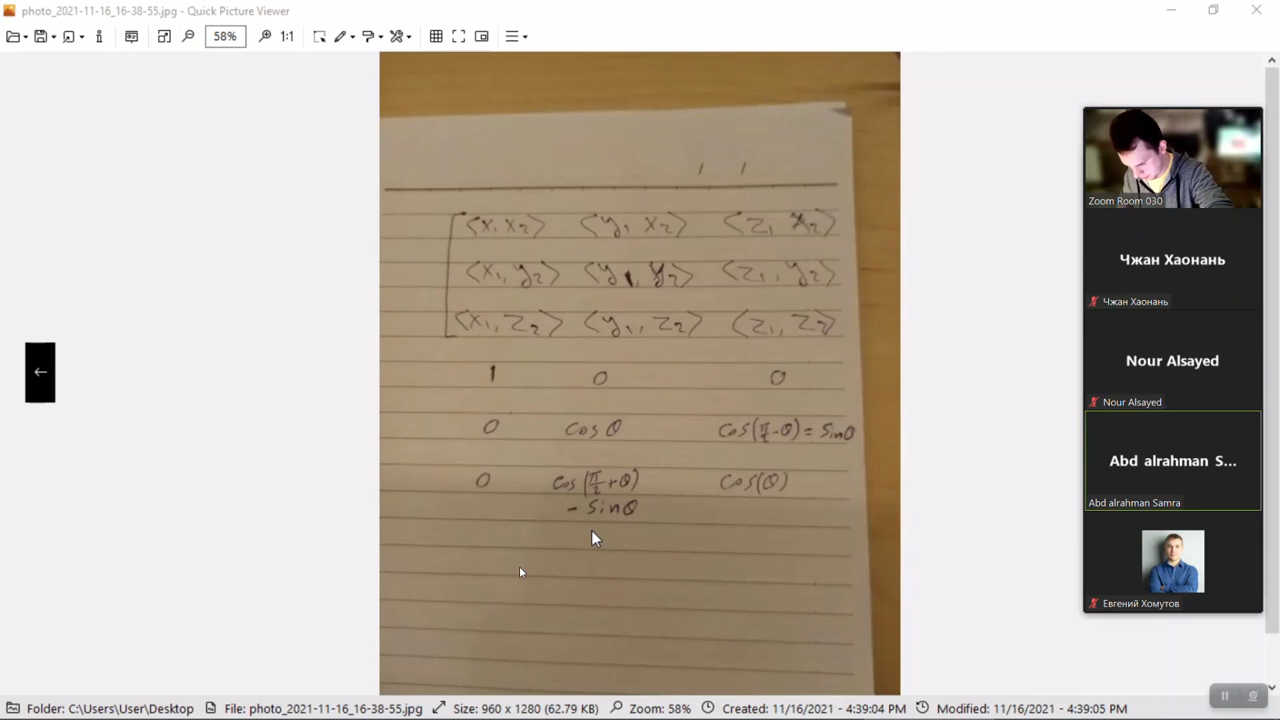 photo_2021-11-16_16-38-55.jpg - Quick Picture Viewer
58%
1:1
⟨x₁ x₂⟩ ⟨y₁ x₂⟩ ⟨z₁ x₂⟩
⟨x₁, y₂⟩ ⟨y₁, y₂⟩ ⟨z₁, y₂⟩
⟨x₁, z₂⟩ ⟨y₁, z₂⟩ ⟨z₁, z₂⟩
1 0 0
0 cos θ cos(π/2 - θ) = sinθ
0 cos(π/2 + θ) cos(θ)
- sinθ
Zoom Room 030
Чжан Хаонань
Чжан Хаонань
Nour Alsayed
Nour Alsayed
Abd alrahman S...
Abd alrahman Samra
Евгений Хомутов
Folder: C:\Users\User\Desktop File: photo_2021-11-16_16-38-55.jpg Size: 960 x 1280 (62.79 KB) Zoom: 58% Created: 11/16/2021 - 4:39:04 PM Modified: 11/16/2021 - 4:39:05 PM